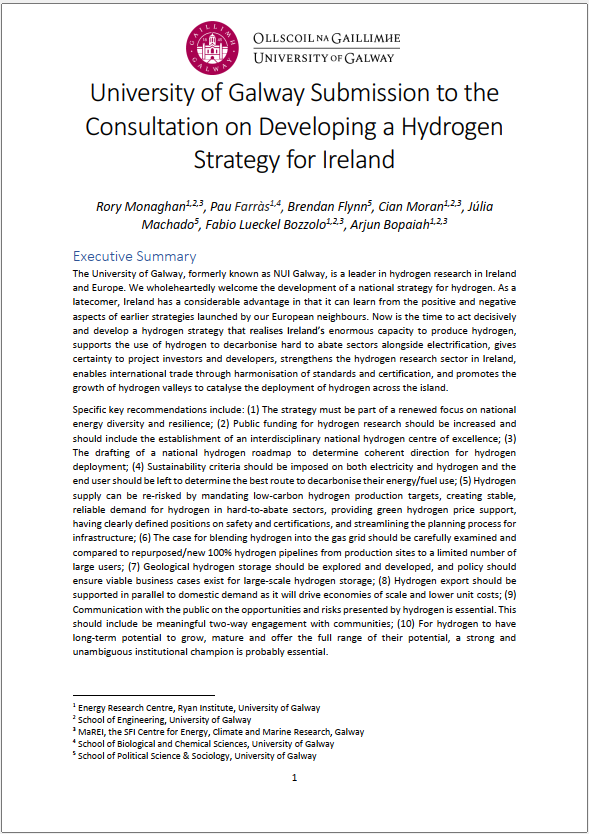 GAILLIMH
GALWAY
OLLSCOIL NA GAILLIMHE
UNIVERSITY OF GALWAY
University of Galway Submission to the
Consultation on Developing a Hydrogen
Strategy for Ireland
Rory Monaghan1,2,3, Pau Farràs1,4, Brendan Flynn5, Cian Moran1,2,3, Júlia
Machado5, Fabio Lueckel Bozzolo1,2,3, Arjun Bopaiah1,2,3
Executive Summary
The University of Galway, formerly known as NUI Galway, is a leader in hydrogen research in Ireland
and Europe. We wholeheartedly welcome the development of a national strategy for hydrogen. As a
latecomer, Ireland has a considerable advantage in that it can learn from the positive and negative
aspects of earlier strategies launched by our European neighbours. Now is the time to act decisively
and develop a hydrogen strategy that realises Ireland's enormous capacity to produce hydrogen,
supports the use of hydrogen to decarbonise hard to abate sectors alongside electrification, gives
certainty to project investors and developers, strengthens the hydrogen research sector in Ireland,
enables international trade through harmonisation of standards and certification, and promotes the
growth of hydrogen valleys to catalyse the deployment of hydrogen across the island.
Specific key recommendations include: (1) The strategy must be part of a renewed focus on national
energy diversity and resilience; (2) Public funding for hydrogen research should be increased and
should include the establishment of an interdisciplinary national hydrogen centre of excellence; (3)
The drafting of a national hydrogen roadmap to determine coherent direction for hydrogen
deployment; (4) Sustainability criteria should be imposed on both electricity and hydrogen and the
end user should be left to determine the best route to decarbonise their energy/fuel use; (5) Hydrogen
supply can be re-risked by mandating low-carbon hydrogen production targets, creating stable,
reliable demand for hydrogen in hard-to-abate sectors, providing green hydrogen price support,
having clearly defined positions on safety and certifications, and streamlining the planning process for
infrastructure; (6) The case for blending hydrogen into the gas grid should be carefully examined and
compared to repurposed/new 100% hydrogen pipelines from production sites to a limited number of
large users; (7) Geological hydrogen storage should be explored and developed, and policy should
ensure viable business cases exist for large-scale hydrogen storage; (8) Hydrogen export should be
supported in parallel to domestic demand as it will drive economies of scale and lower unit costs; (9)
Communication with the public on the opportunities and risks presented by hydrogen is essential. This
should include be meaningful two-way engagement with communities; (10) For hydrogen to have
long-term potential to grow, mature and offer the full range of their potential, a strong and
unambiguous institutional champion is probably essential.
1 Energy Research Centre, Ryan Institute, University of Galway
2 School of Engineering, University of Galway
3 MaREI, the SFI Centre for Energy, Climate and Marine Research, Galway
4 School of Biological and Chemical Sciences, University of Galway
5 School of Political Science & Sociology, University of Galway
1